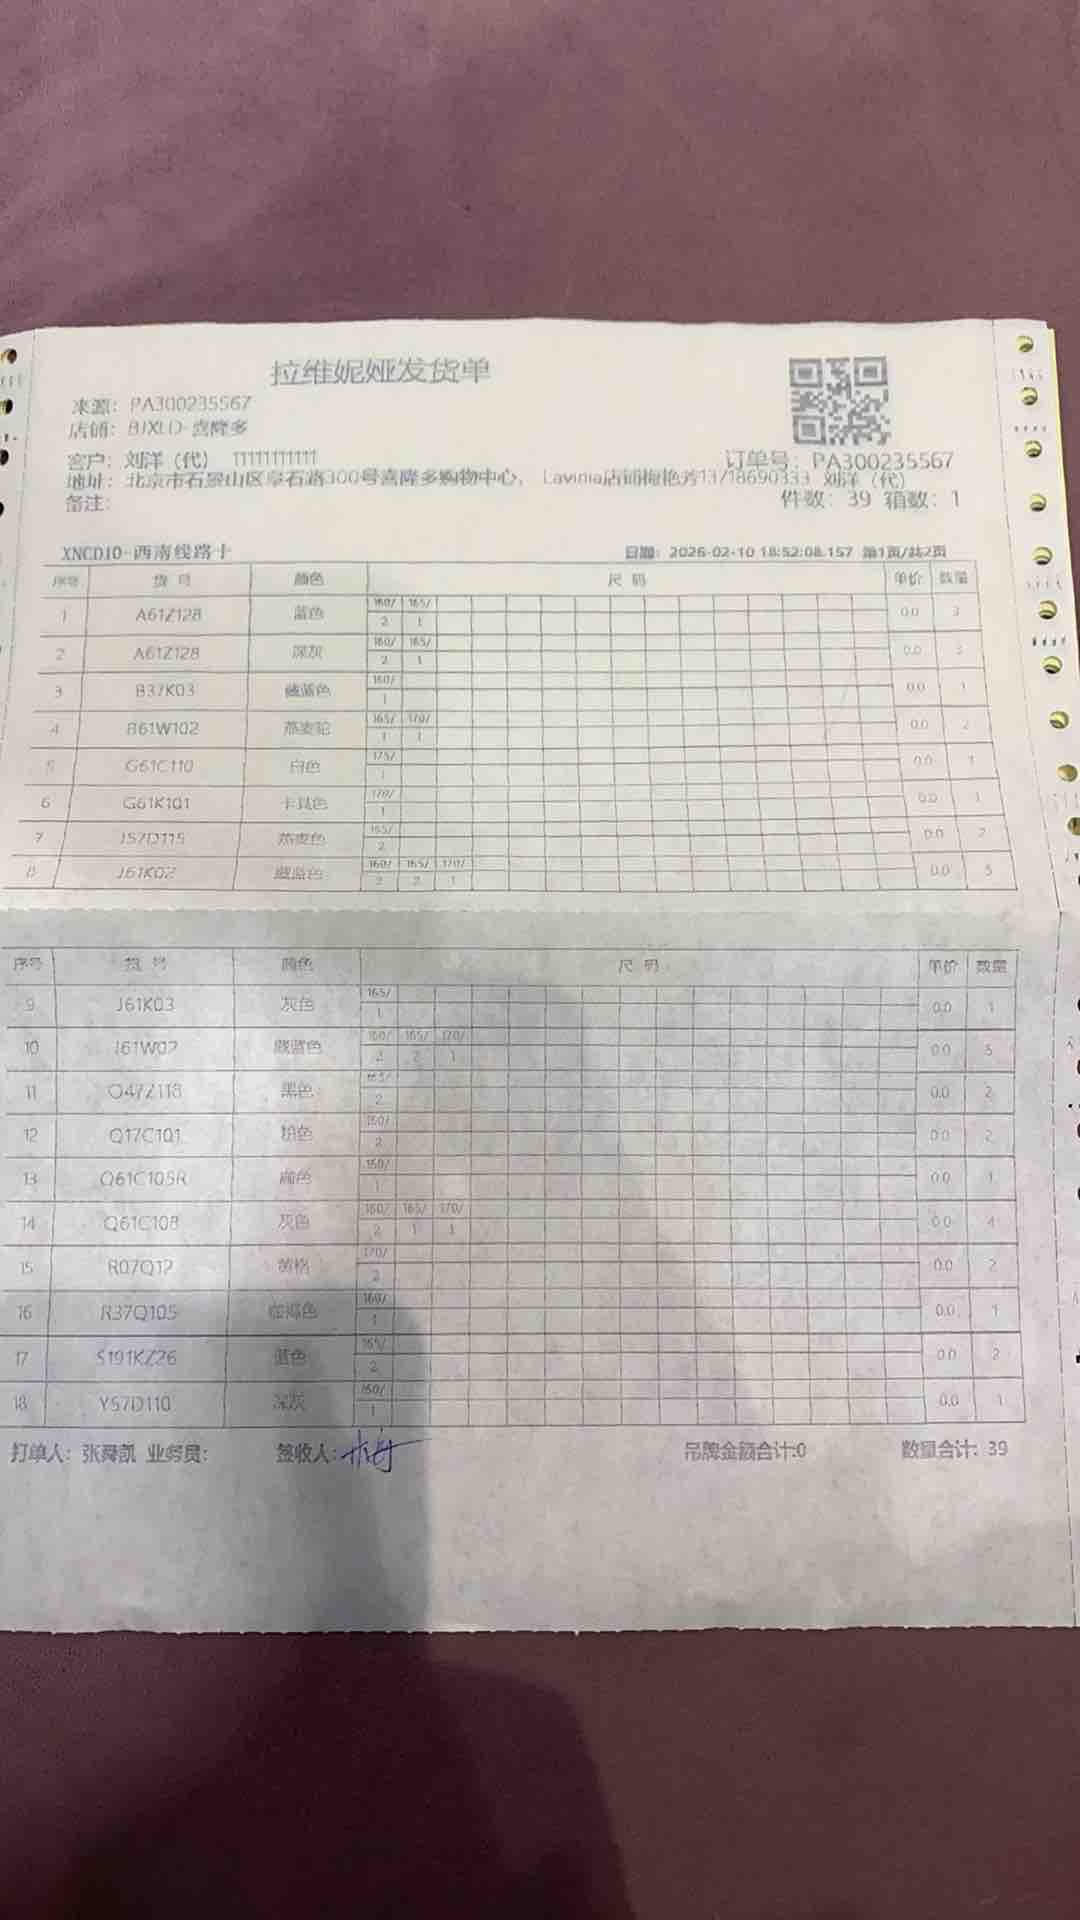 拉维妮娅发货单
来源: PA300235567
店铺: BJXLD-喜隆多
客户: 刘洋（代） 11111111111 订单号: PA300235567
地址: 北京市石景山区阜石路300号喜隆多购物中心， Lavinia店铺梅艳芳13718690333 刘洋（代）
备注: 件数: 39 箱数: 1
XNCD10-西南线路卡 日期: 2026-02-10 18:52:08.157 第1页/共2页
序号 货号 颜色 尺码 单价 数量
160/ 165/
1 A61Z128 蓝色 2 1 0.0 3
160/ 165/
2 A61Z128 深灰 2 1 0.0 3
160/
3 B37K03 藏蓝色 1 0.0 1
165/ 170/
4 B61W102 燕麦驼 1 1 0.0 2
175/
5 G61C110 白色 1 0.0 1
170/
6 G61K101 卡其色 1 0.0 1
165/
7 J57D115 燕麦色 2 0.0 2
160/ 165/ 170/
8 J61K02 藏蓝色 2 2 1 0.0 5
序号 货号 颜色 尺码 单价 数量
165/
9 J61K03 灰色 1 0.0 1
160/ 165/ 170/
10 J61W02 藏蓝色 2 2 1 0.0 5
165/
11 O47Z118 黑色 2 0.0 2
160/
12 Q17C101 粉色 2 0.0 2
160/
13 Q61C105R 1 0.0 1
160/ 165/ 170/
14 Q61C108 灰色 2 1 1 0.0 4
170/
15 R07Q12 黄格 2 0.0 2
160/
16 R37Q105 1 0.0 1
165/
17 S191KZ26 蓝色 2 0.0 2
160/
18 Y57D110 深灰 1 0.0 1
打单人: 张舜凯 业务员: 签收人: 吊牌金额合计:0 数量合计: 39